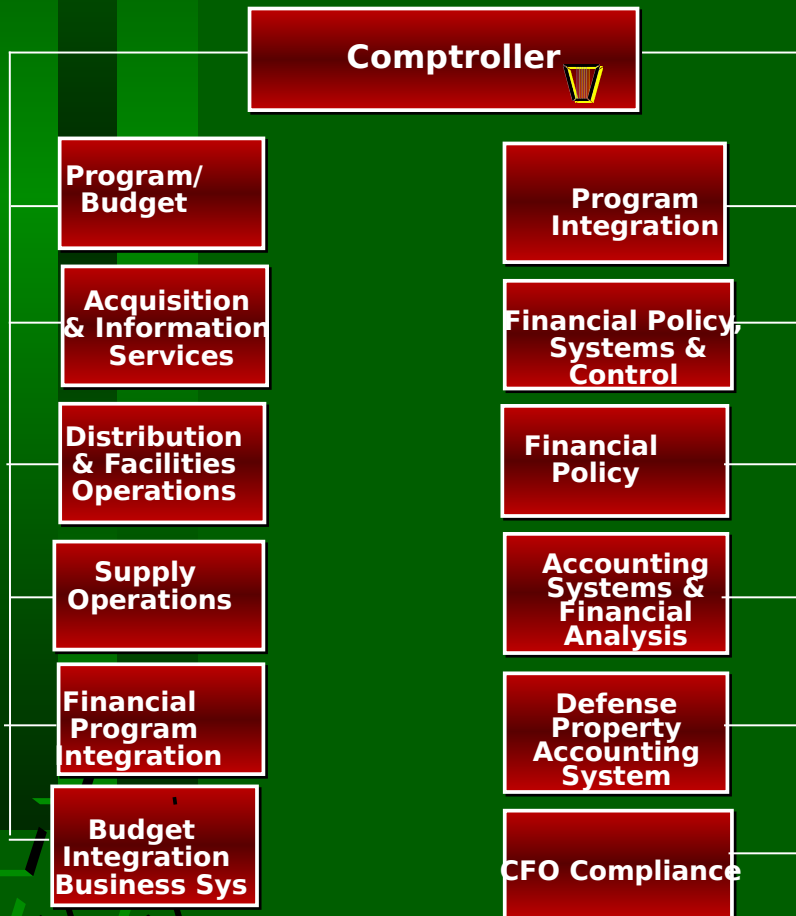 Comptroller
Program/
Budget
Acquisition
& Information
Services
Distribution
& Facilities
Operations
Supply
Operations
Financial
Program
Integration
Budget
Integration
Business Sys
Program
Integration
Financial Policy,
Systems &
Control
Financial
Policy
Accounting
Systems &
Financial
Analysis
Defense
Property
Accounting
System
CFO Compliance